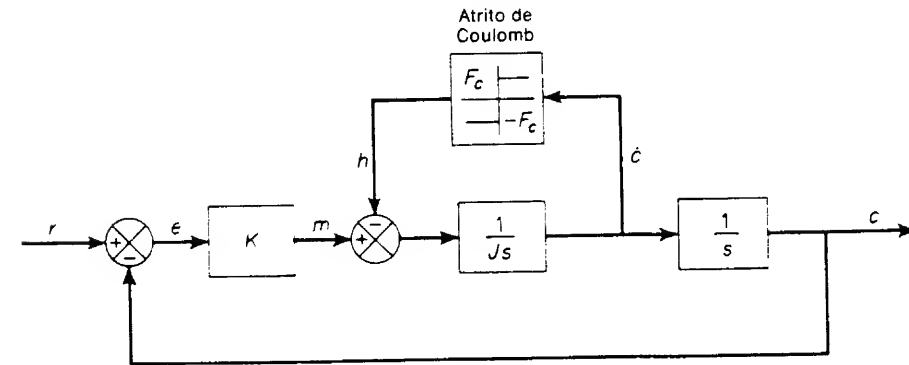 Atrito de
Coulomb
F_c
-F_c
h
ċ
r
+
-
ϵ
K
m
-
+
1
Js
1
s
c